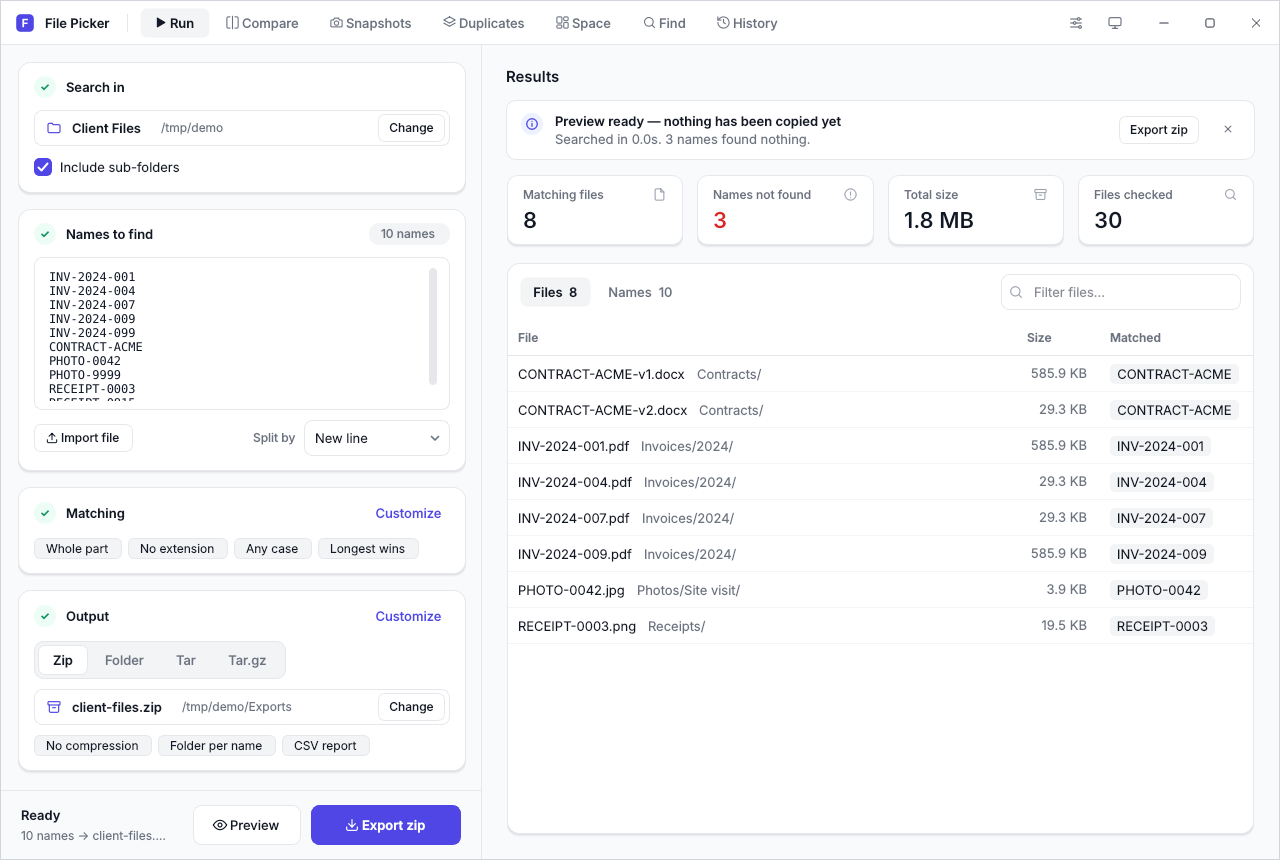 F File Picker Run Compare Snapshots Duplicates Space Find History
Search in
Client Files /tmp/demo Change
Include sub-folders
Names to find 10 names
INV-2024-001
INV-2024-004
INV-2024-007
INV-2024-009
INV-2024-099
CONTRACT-ACME
PHOTO-0042
PHOTO-9999
RECEIPT-0003
Import file Split by New line
Matching Customize
Whole part No extension Any case Longest wins
Output Customize
Zip Folder Tar Tar.gz
client-files.zip /tmp/demo/Exports Change
No compression Folder per name CSV report
Ready
10 names → client-files....
Preview Export zip
Results
Preview ready — nothing has been copied yet
Searched in 0.0s. 3 names found nothing.
Export zip
Matching files Names not found Total size Files checked
8 3 1.8 MB 30
Files 8 Names 10 Filter files...
File Size Matched
CONTRACT-ACME-v1.docx Contracts/ 585.9 KB CONTRACT-ACME
CONTRACT-ACME-v2.docx Contracts/ 29.3 KB CONTRACT-ACME
INV-2024-001.pdf Invoices/2024/ 585.9 KB INV-2024-001
INV-2024-004.pdf Invoices/2024/ 29.3 KB INV-2024-004
INV-2024-007.pdf Invoices/2024/ 29.3 KB INV-2024-007
INV-2024-009.pdf Invoices/2024/ 585.9 KB INV-2024-009
PHOTO-0042.jpg Photos/Site visit/ 3.9 KB PHOTO-0042
RECEIPT-0003.png Receipts/ 19.5 KB RECEIPT-0003